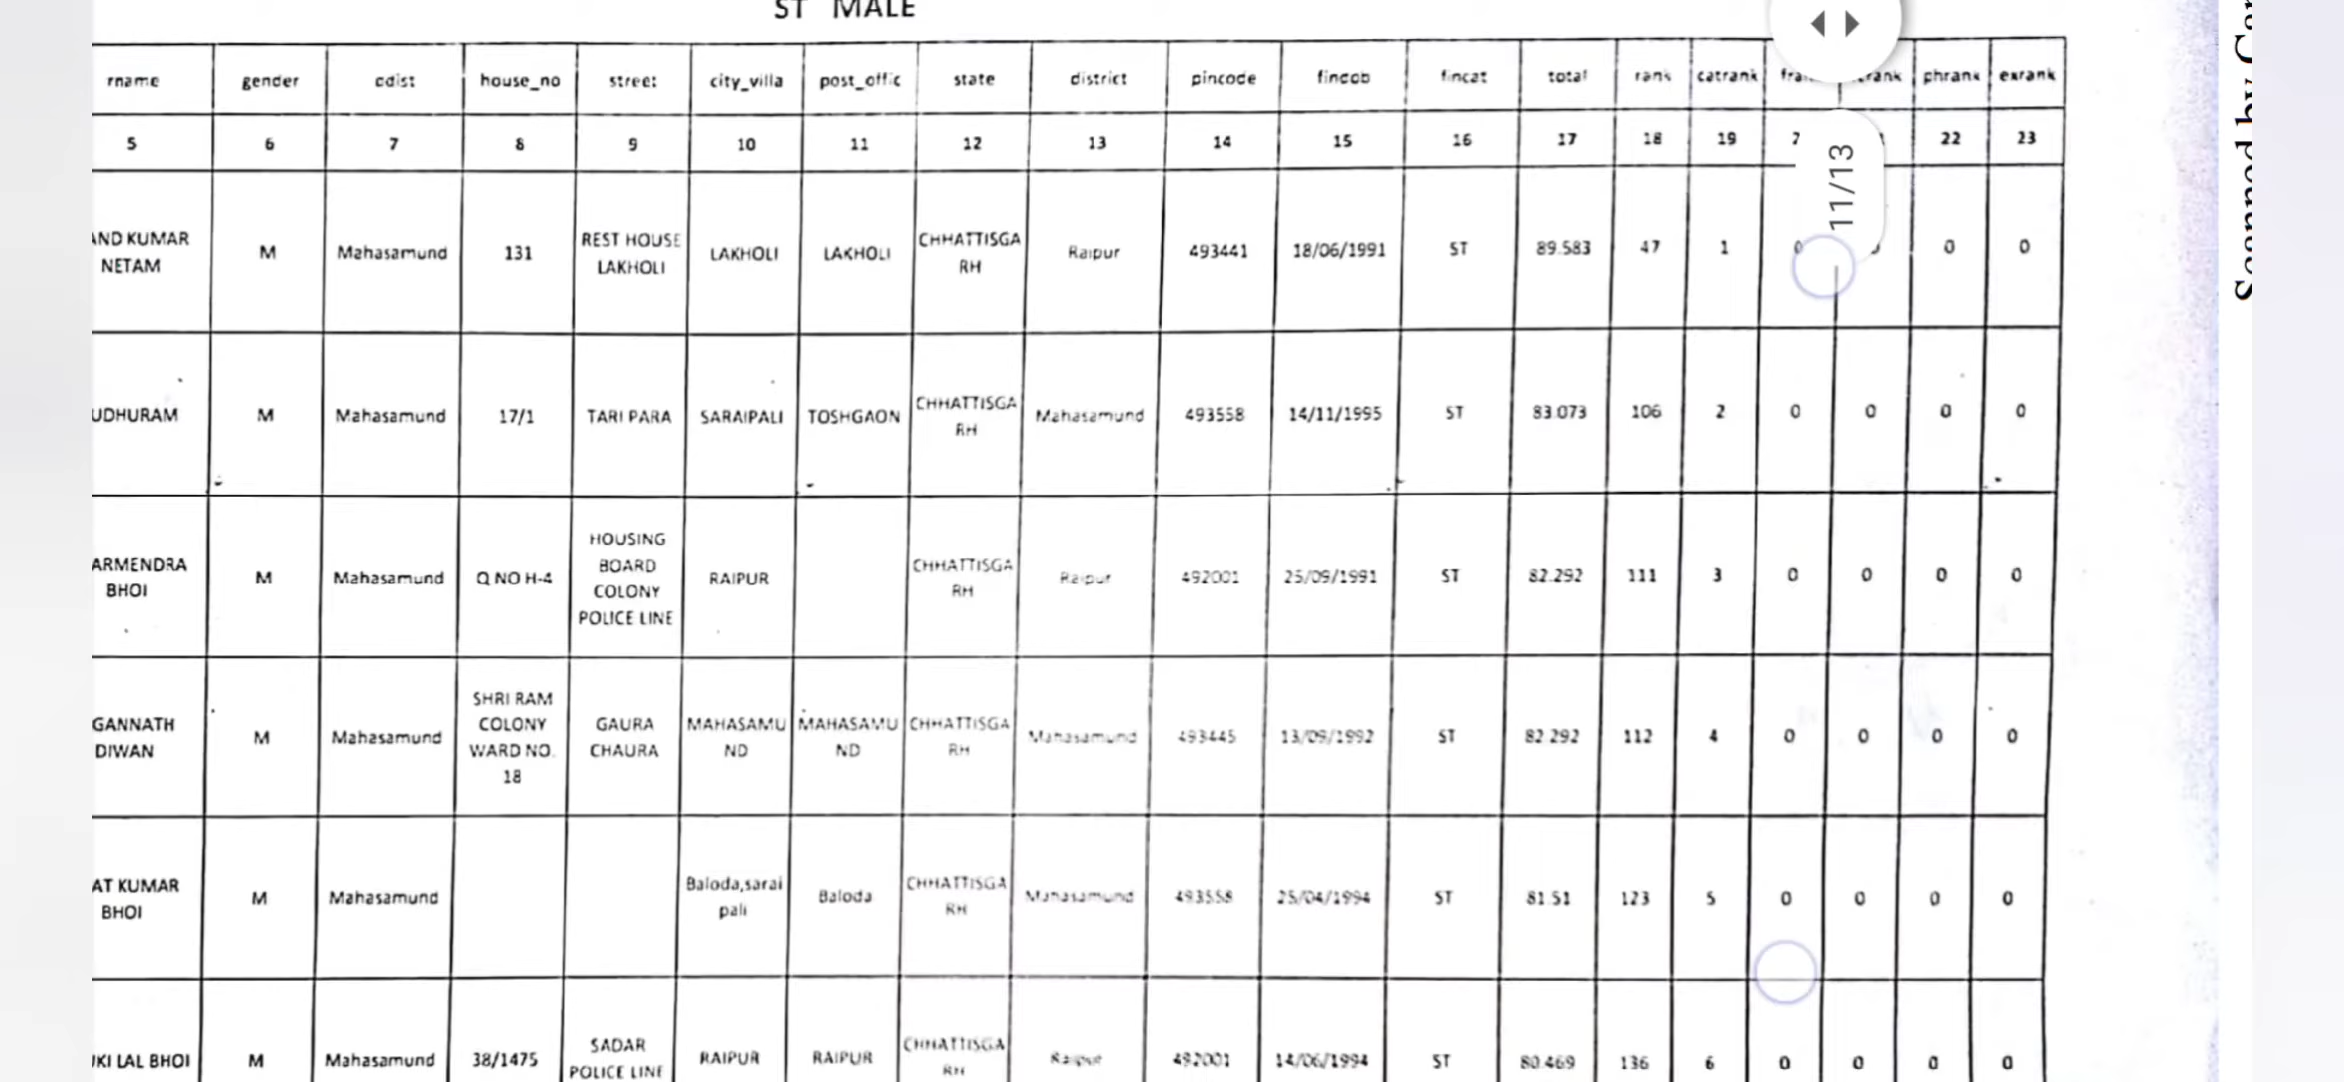 ST MALE
rname gender cdist house_no street city_villa post_offic state district pincode findob fincat total rank catrank phrank exrank
5 6 7 8 9 10 11 12 13 14 15 16 17 18 19 22 23
11/13
AND KUMAR NETAM M Mahasamund 131 REST HOUSE LAKHOLI LAKHOLI LAKHOLI CHHATTISGA RH Raipur 493441 18/06/1991 ST 89.583 47 1 0 0
UDHURAM M Mahasamund 17/1 TARI PARA SARAIPALI TOSHGAON CHHATTISGA RH Mahasamund 493558 14/11/1995 ST 83.073 106 2 0 0 0 0
ARMENDRA BHOI M Mahasamund Q NO H-4 HOUSING BOARD COLONY POLICE LINE RAIPUR CHHATTISGA RH Raipur 492001 25/09/1991 ST 82.292 111 3 0 0 0 0
GANNATH DIWAN M Mahasamund SHRI RAM COLONY WARD NO. 18 GAURA CHAURA MAHASAMU ND MAHASAMU ND CHHATTISGA RH Mahasamund 493445 13/09/1992 ST 82.292 112 4 0 0 0 0
AT KUMAR BHOI M Mahasamund Baloda,sarai pali Baloda CHHATTISGA RH Mahasamund 493558 25/04/1994 ST 81.51 123 5 0 0 0 0
KI LAL BHOI M Mahasamund 38/1475 SADAR POLICE LINE RAIPUR RAIPUR CHHATTISGA RH Raipur 492001 14/06/1994 ST 80.469 136 6 0 0 0 0
Scanned by